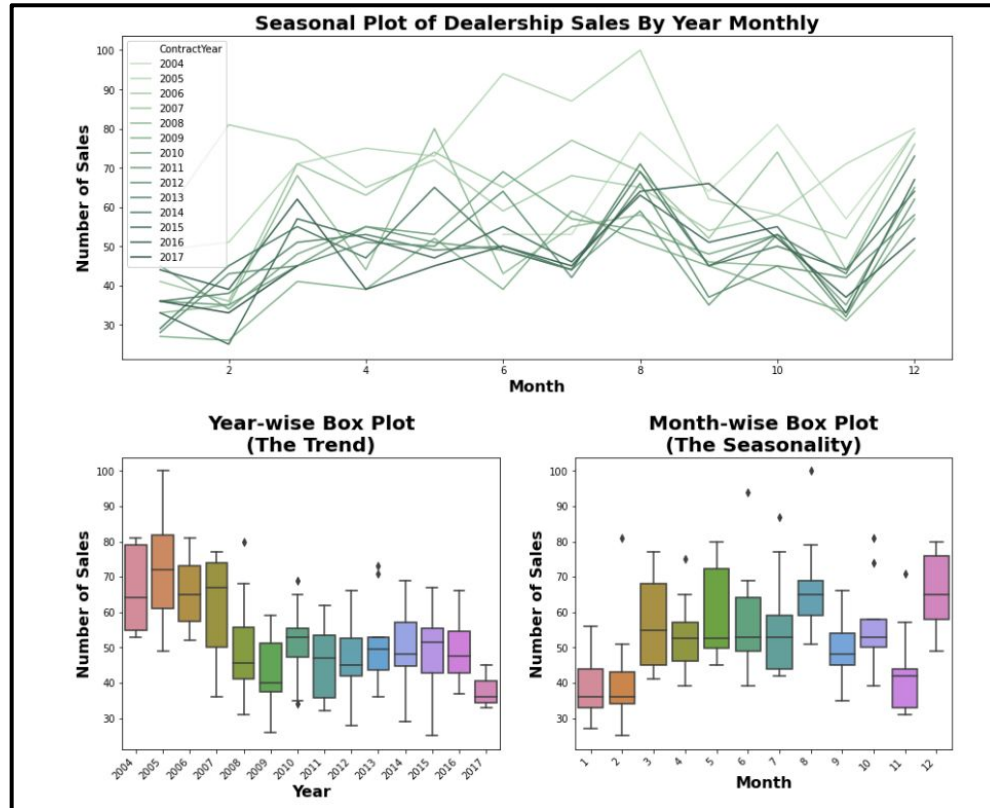 Seasonal Plot of Dealership Sales By Year Monthly
100
90
80
70
60
50
40
30
Number of Sales
ContractYear
2004
2005
2006
2007
2008
2009
2010
2011
2012
2013
2014
2015
2016
2017
2 4 6 8 10 12
Month
Year-wise Box Plot
(The Trend)
100
90
80
70
60
50
40
30
Number of Sales
2004 2005 2006 2007 2008 2009 2010 2011 2012 2013 2014 2015 2016 2017
Year
Month-wise Box Plot
(The Seasonality)
100
90
80
70
60
50
40
30
Number of Sales
1 2 3 4 5 6 7 8 9 10 11 12
Month